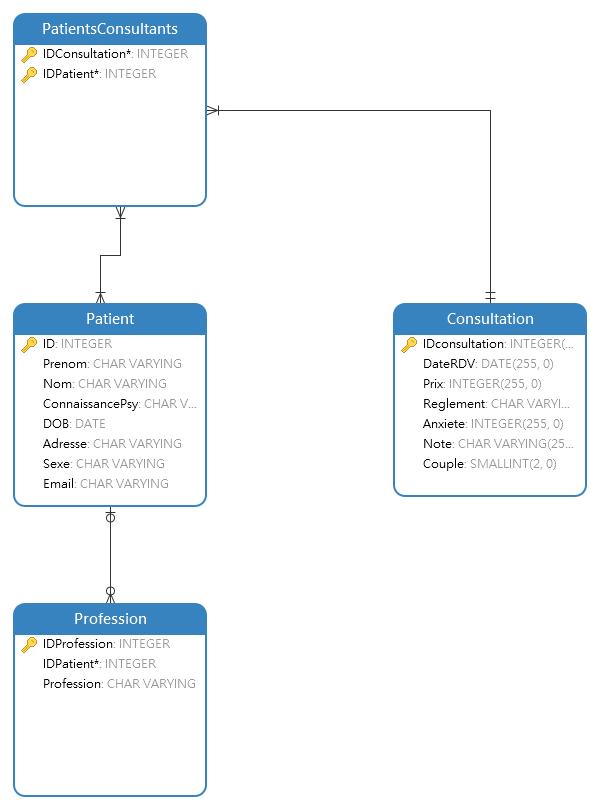 PatientsConsultants
IDConsultation*: INTEGER
IDPatient*: INTEGER
Patient
ID: INTEGER
Prenom: CHAR VARYING
Nom: CHAR VARYING
ConnaissancePsy: CHAR V...
DOB: DATE
Adresse: CHAR VARYING
Sexe: CHAR VARYING
Email: CHAR VARYING
Consultation
IDconsultation: INTEGER(...
DateRDV: DATE(255, 0)
Prix: INTEGER(255, 0)
Reglement: CHAR VARYI...
Anxiete: INTEGER(255, 0)
Note: CHAR VARYING(25...
Couple: SMALLINT(2, 0)
Profession
IDProfession: INTEGER
IDPatient*: INTEGER
Profession: CHAR VARYING